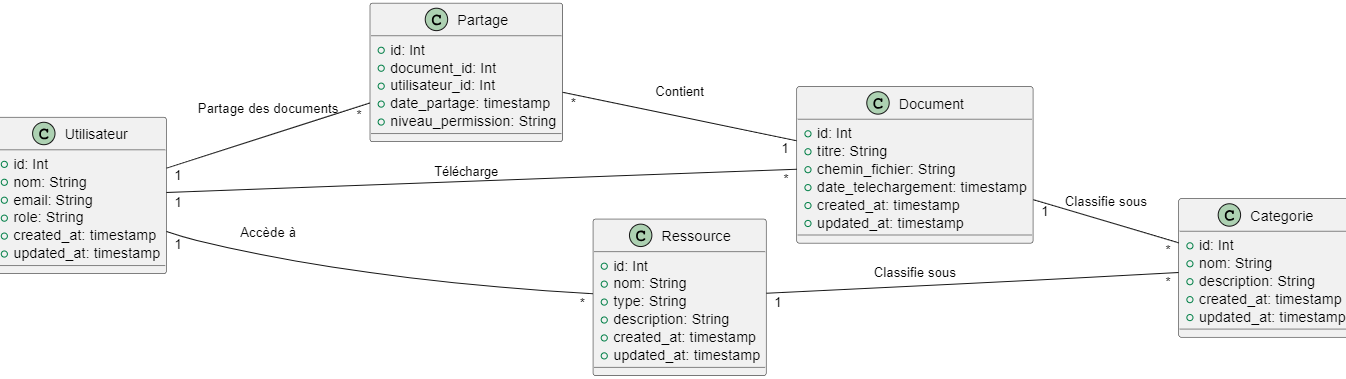 C Partage
id: Int
document_id: Int
utilisateur_id: Int
date_partage: timestamp
niveau_permission: String
Partage des documents
*
1
Contient
*
1
C Utilisateur
id: Int
nom: String
email: String
role: String
created_at: timestamp
updated_at: timestamp
Télécharge
1
*
C Document
id: Int
titre: String
chemin_fichier: String
date_telechargement: timestamp
created_at: timestamp
updated_at: timestamp
Accède à
1
*
C Ressource
id: Int
nom: String
type: String
description: String
created_at: timestamp
updated_at: timestamp
Classifie sous
1
*
Classifie sous
1
*
C Categorie
id: Int
nom: String
description: String
created_at: timestamp
updated_at: timestamp